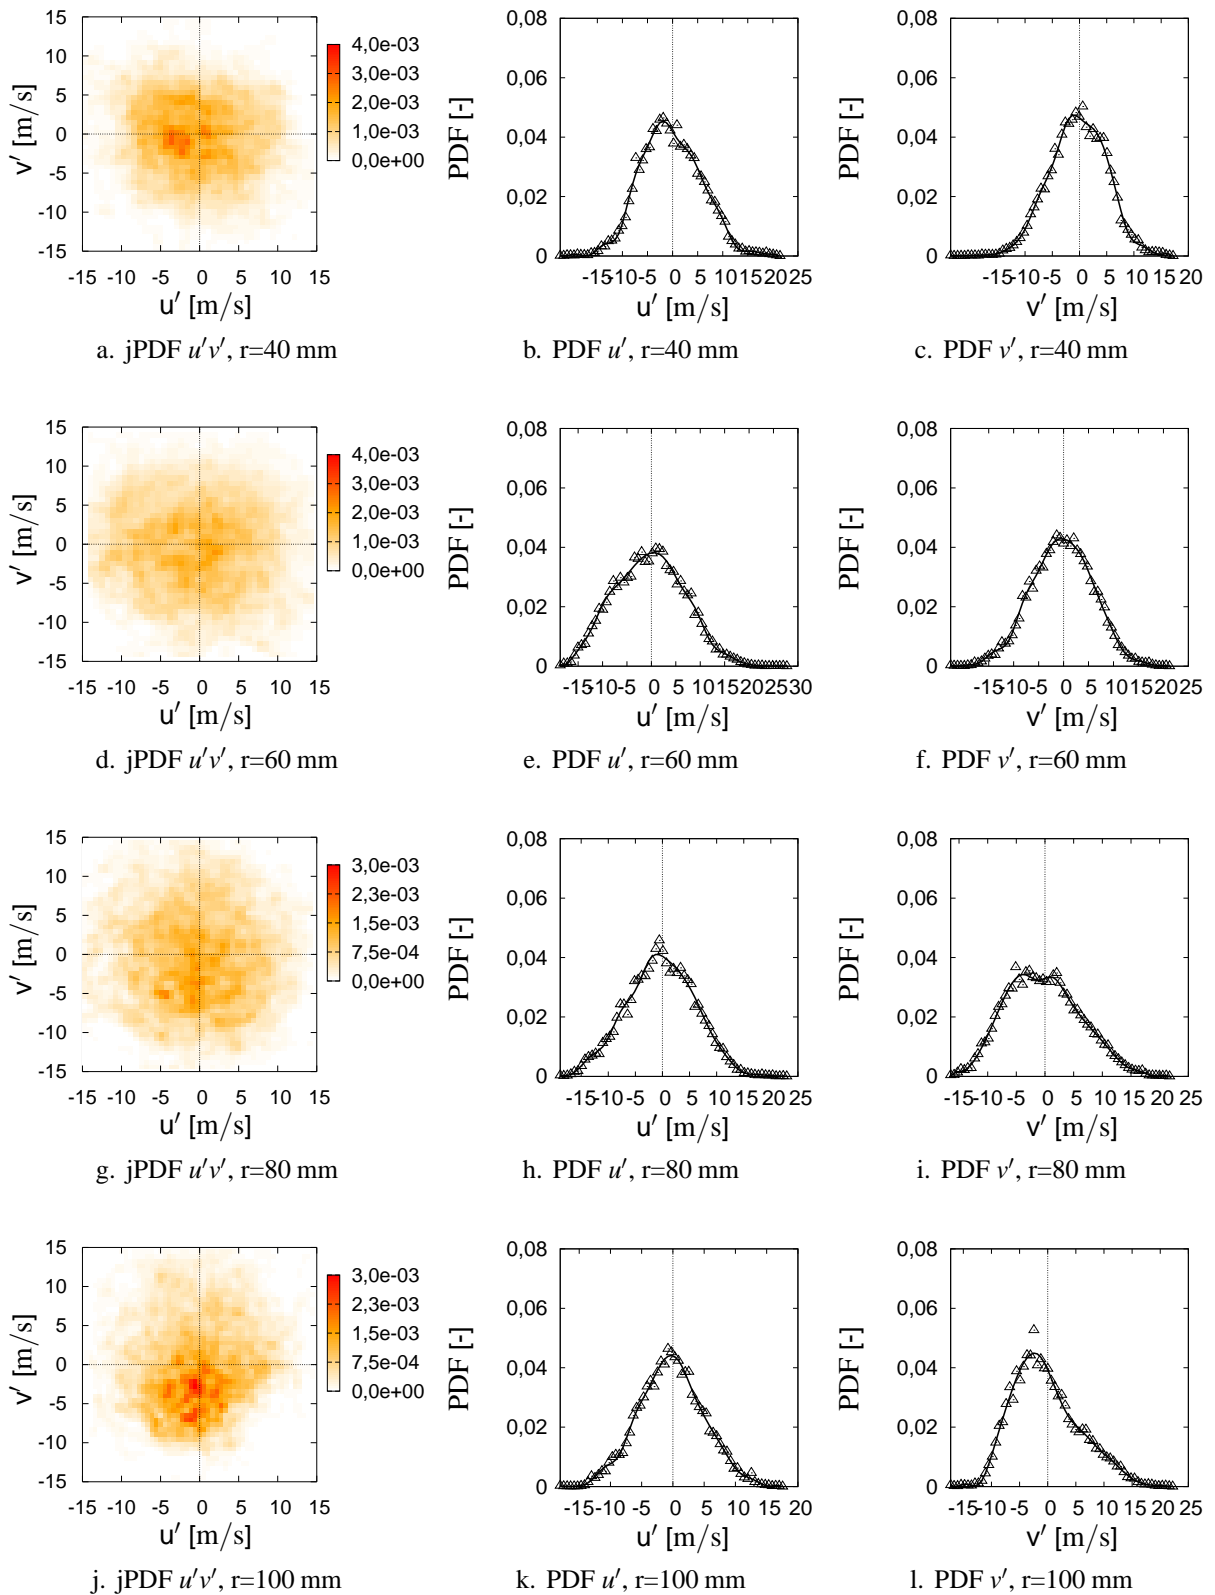 15
10
5
0
-5
-10
-15
-15 -10 -5 0 5 10 15
v′ [m/s]
u′ [m/s]
4,0e-03
3,0e-03
2,0e-03
1,0e-03
0,0e+00
a. jPDF u′v′, r=40 mm
0,08
0,06
0,04
0,02
0
PDF [-]
-15-10-5 0 5 10 15 20 25
u′ [m/s]
b. PDF u′, r=40 mm
0,08
0,06
0,04
0,02
0
PDF [-]
-15-10 -5 0 5 10 15 20
v′ [m/s]
c. PDF v′, r=40 mm
15
10
5
0
-5
-10
-15
-15 -10 -5 0 5 10 15
v′ [m/s]
u′ [m/s]
4,0e-03
3,0e-03
2,0e-03
1,0e-03
0,0e+00
d. jPDF u′v′, r=60 mm
0,08
0,06
0,04
0,02
0
PDF [-]
-15-10-5 0 5 1015202530
u′ [m/s]
e. PDF u′, r=60 mm
0,08
0,06
0,04
0,02
0
PDF [-]
-15-10-5 0 5 10152025
v′ [m/s]
f. PDF v′, r=60 mm
15
10
5
0
-5
-10
-15
-15 -10 -5 0 5 10 15
v′ [m/s]
u′ [m/s]
3,0e-03
2,3e-03
1,5e-03
7,5e-04
0,0e+00
g. jPDF u′v′, r=80 mm
0,08
0,06
0,04
0,02
0
PDF [-]
-15-10-5 0 5 10 15 20 25
u′ [m/s]
h. PDF u′, r=80 mm
0,08
0,06
0,04
0,02
0
PDF [-]
-15-10-5 0 5 10 15 20 25
v′ [m/s]
i. PDF v′, r=80 mm
15
10
5
0
-5
-10
-15
-15 -10 -5 0 5 10 15
v′ [m/s]
u′ [m/s]
3,0e-03
2,3e-03
1,5e-03
7,5e-04
0,0e+00
j. jPDF u′v′, r=100 mm
0,08
0,06
0,04
0,02
0
PDF [-]
-15 -10 -5 0 5 10 15 20
u′ [m/s]
k. PDF u′, r=100 mm
0,08
0,06
0,04
0,02
0
PDF [-]
-15-10-5 0 5 10 15 20 25
v′ [m/s]
l. PDF v′, r=100 mm